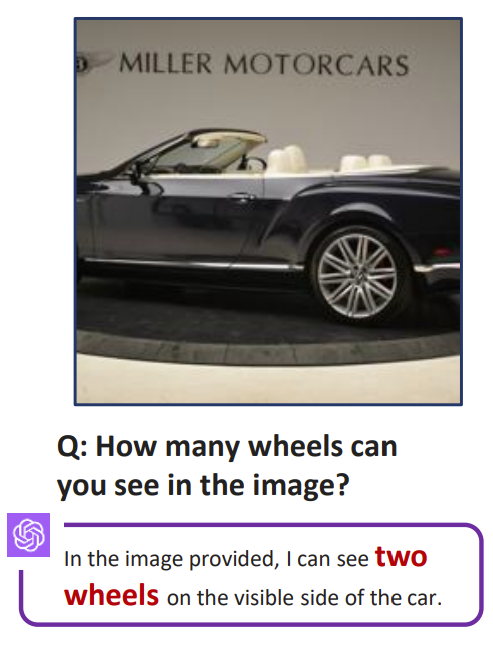 MILLER MOTORCARS
Q: How many wheels can
you see in the image?
In the image provided, I can see two
wheels on the visible side of the car.